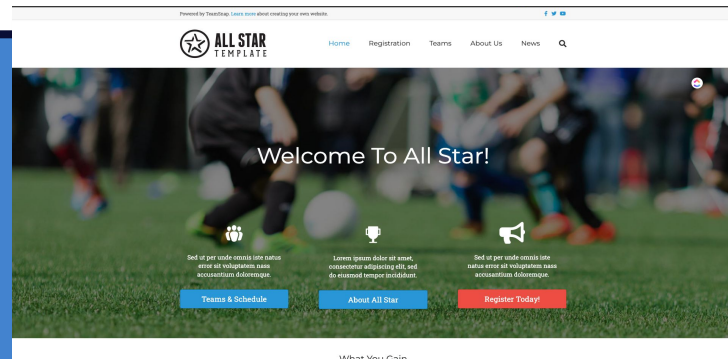 Powered by TeamSnap. Learn more about creating your own website.
ALL STAR
TEMPLATE
Home Registration Teams About Us News
Welcome To All Star!
Sed ut per unde omnis iste natus
error sit voluptatem nass
accusantium doloremque.
Teams & Schedule
Lorem ipsum dolor sit amet,
consectetur adipiscing elit, sed
do eiusmod tempor incididunt.
About All Star
Sed ut per unde omnis iste
natus error sit voluptatem nass
accusantium doloremque.
Register Today!
What You Gain